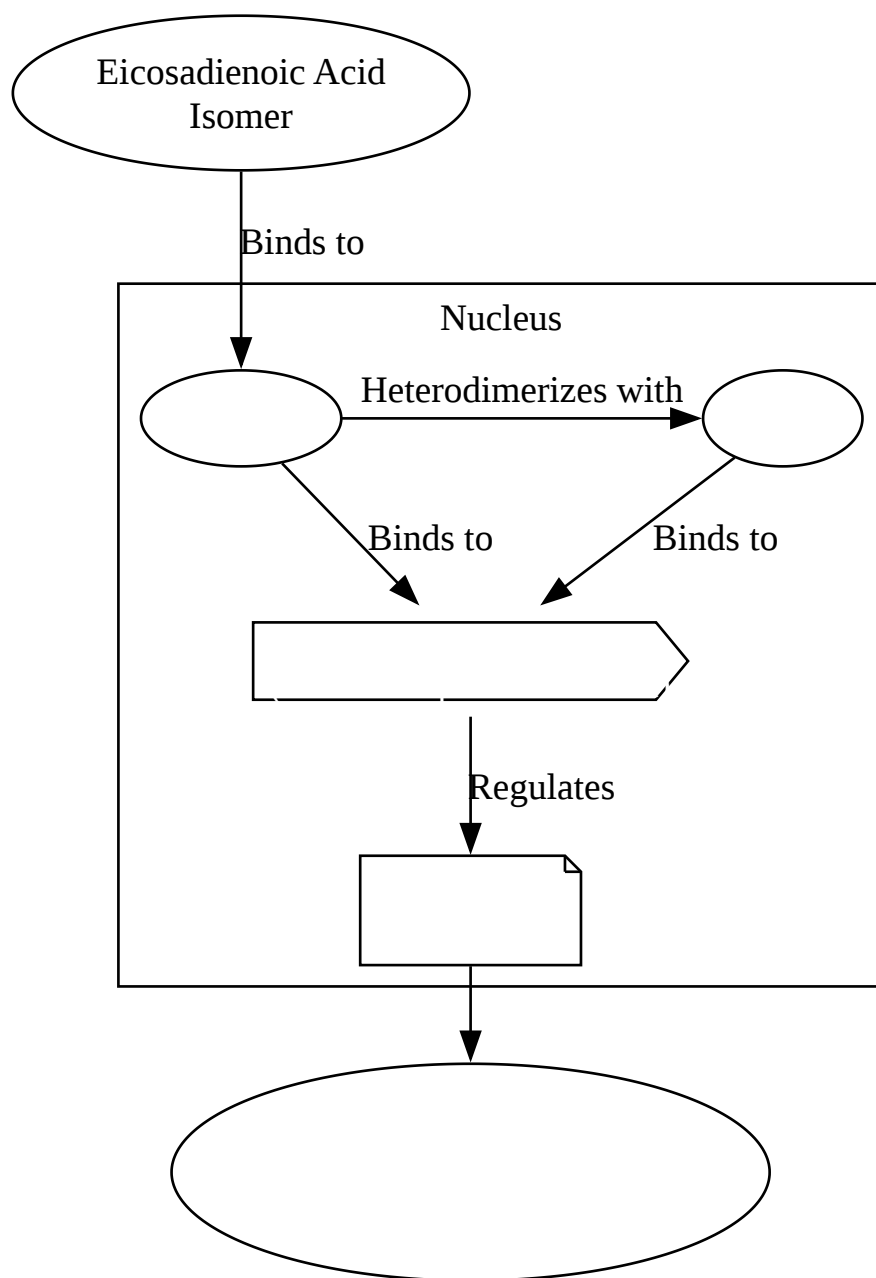 Eicosadienoic Acid
Isomer
Binds to
Nucleus
Heterodimerizes with
Binds to
Binds to
Regulates